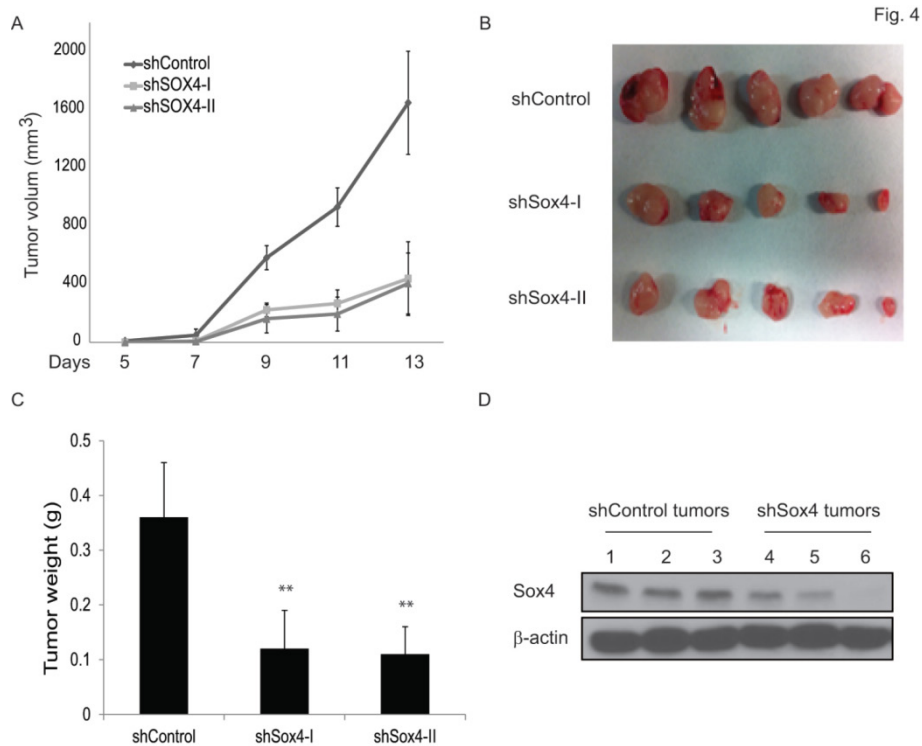 Fig. 4
A
Tumor volum (mm3)
2000
1600
1200
800
400
0
shControl
shSOX4-I
shSOX4-II
Days 5 7 9 11 13
B
shControl
shSox4-I
shSox4-II
C
Tumor weight (g)
0.5
0.4
0.3
0.2
0.1
0
**
**
shControl shSox4-I shSox4-II
D
shControl tumors shSox4 tumors
1 2 3 4 5 6
Sox4
β-actin